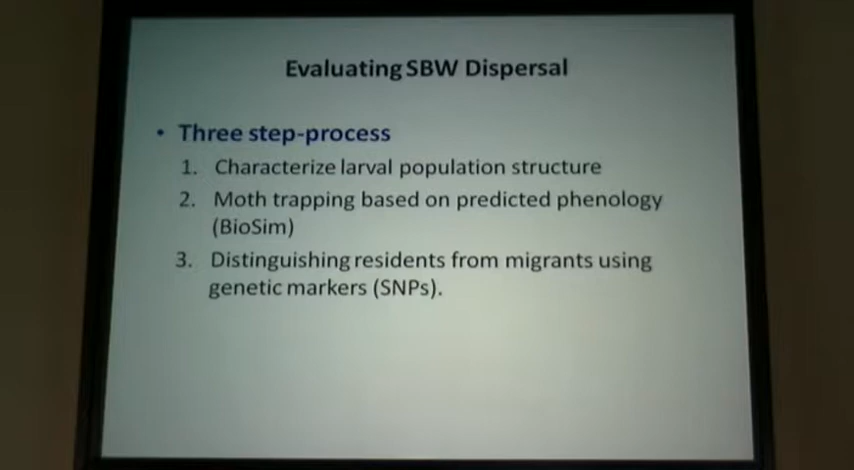 Evaluating SBW Dispersal
• Three step-process
1. Characterize larval population structure
2. Moth trapping based on predicted phenology
(BioSim)
3. Distinguishing residents from migrants using
genetic markers (SNPs).